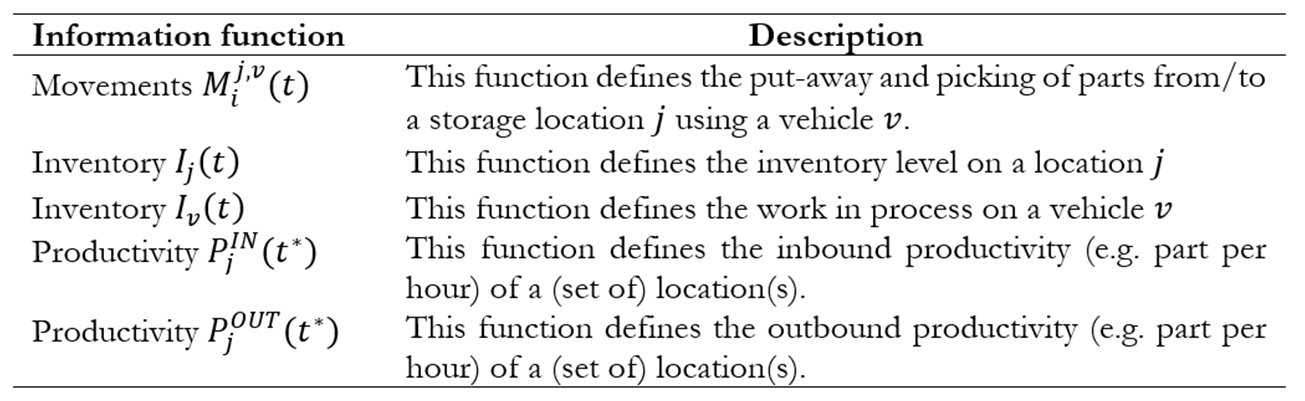 Information function Description
Movements $M_i^{j,v}(t)$ This function defines the put-away and picking of parts from/to
a storage location $j$ using a vehicle $v$.
Inventory $I_j(t)$ This function defines the inventory level on a location $j$
Inventory $I_v(t)$ This function defines the work in process on a vehicle $v$
Productivity $P_j^{IN}(t^*)$ This function defines the inbound productivity (e.g. part per
hour) of a (set of) location(s).
Productivity $P_j^{OUT}(t^*)$ This function defines the outbound productivity (e.g. part per
hour) of a (set of) location(s).